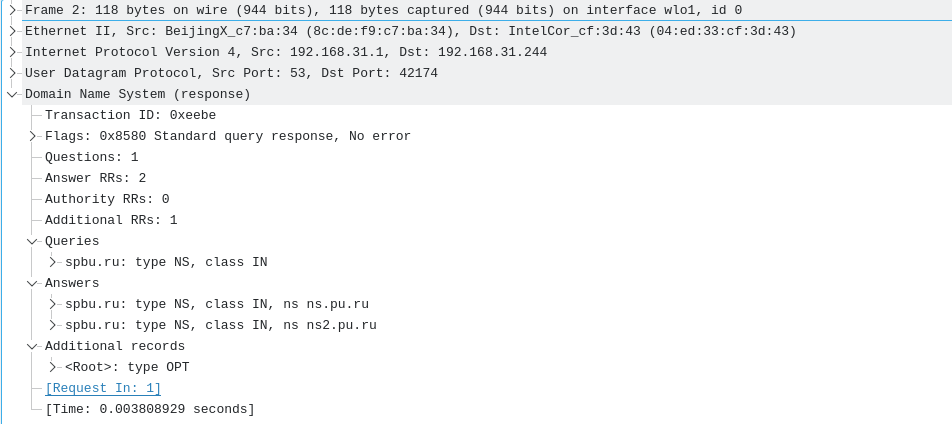 Frame 2: 118 bytes on wire (944 bits), 118 bytes captured (944 bits) on interface wlo1, id 0
Ethernet II, Src: BeijingX_c7:ba:34 (8c:de:f9:c7:ba:34), Dst: IntelCor_cf:3d:43 (04:ed:33:cf:3d:43)
Internet Protocol Version 4, Src: 192.168.31.1, Dst: 192.168.31.244
User Datagram Protocol, Src Port: 53, Dst Port: 42174
Domain Name System (response)
Transaction ID: 0xeebe
Flags: 0x8580 Standard query response, No error
Questions: 1
Answer RRs: 2
Authority RRs: 0
Additional RRs: 1
Queries
spbu.ru: type NS, class IN
Answers
spbu.ru: type NS, class IN, ns ns.pu.ru
spbu.ru: type NS, class IN, ns ns2.pu.ru
Additional records
<Root>: type OPT
[Request In: 1]
[Time: 0.003808929 seconds]